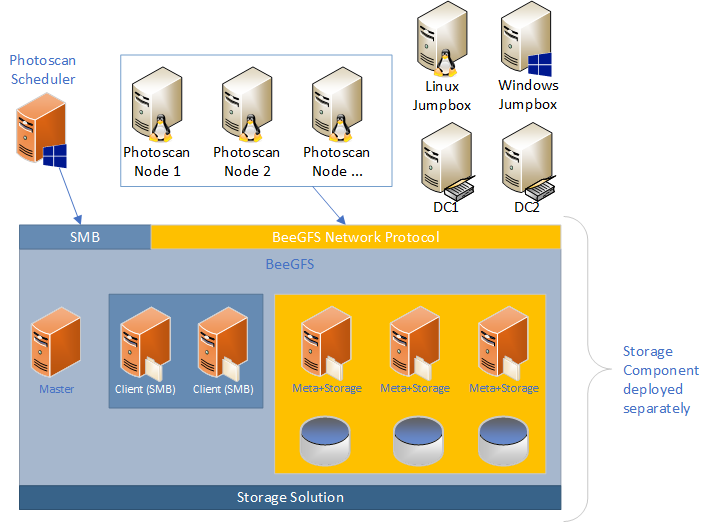 Photoscan
Scheduler
Photoscan
Node 1
Photoscan
Node 2
Photoscan
Node ...
Linux
Jumpbox
Windows
Jumpbox
DC1
DC2
SMB
BeeGFS Network Protocol
BeeGFS
Master
Client (SMB)
Client (SMB)
Meta+Storage
Meta+Storage
Meta+Storage
Storage
Component
deployed
separately
Storage Solution